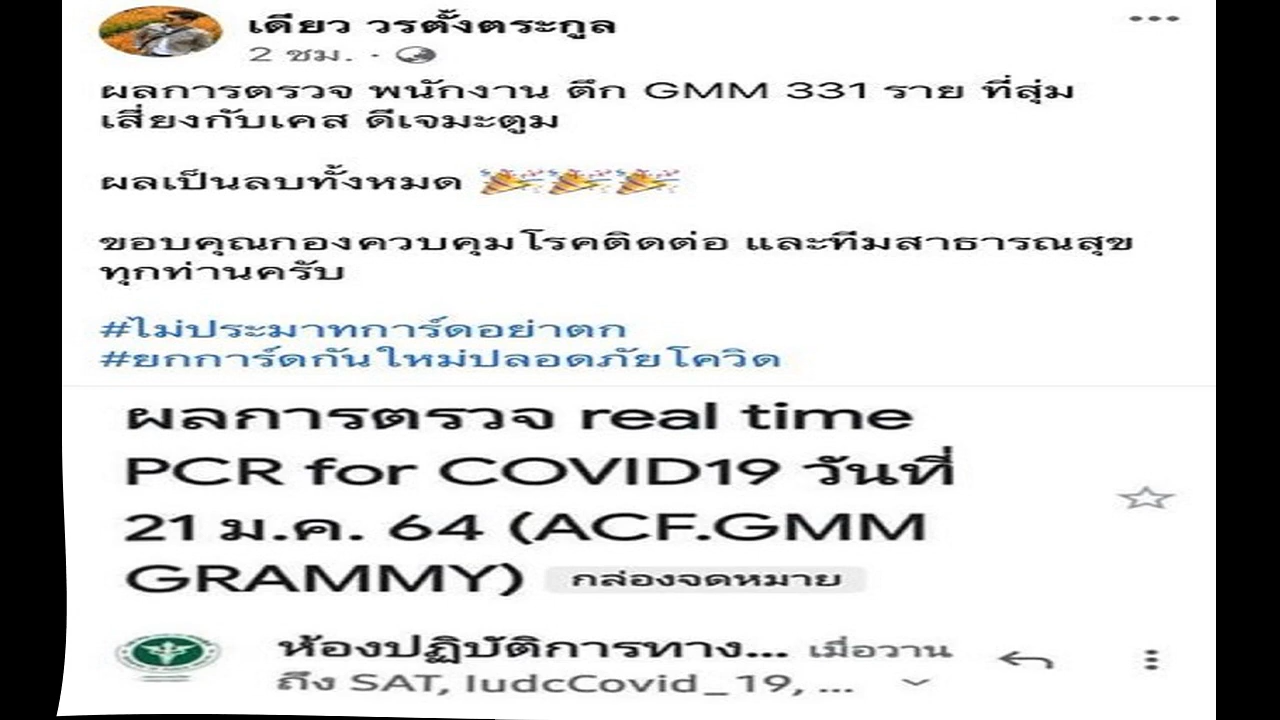 เดียว วรตั้งตระกูล
2 ชม. ·
ผลการตรวจ พนักงาน ตึก GMM 331 ราย ที่สุ่ม
เสี่ยงกับเคส ดีเจมะตูม
ผลเป็นลบทั้งหมด 🎉🎉🎉
ขอบคุณกองควบคุมโรคติดต่อ และทีมสาธารณสุข
ทุกท่านครับ
#ไม่ประมาทการ์ดอย่าตก
#ยกการ์ดกันใหม่ปลอดภัยโควิด
ผลการตรวจ real time
PCR for COVID19 วันที่
21 ม.ค. 64 (ACF.GMM
GRAMMY) กล่องจดหมาย
ห้องปฏิบัติการทาง... เมื่อวาน
ถึง SAT, IudcCovid_19, ...